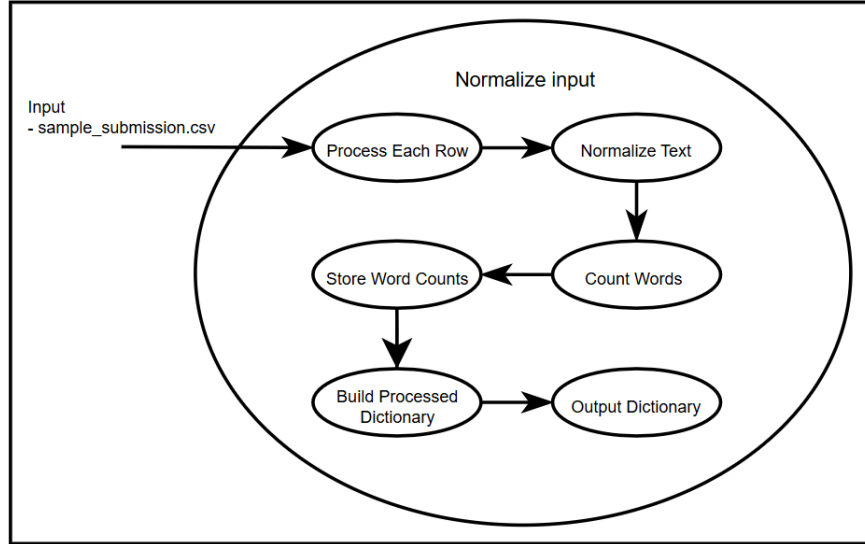 Normalize input
Input
- sample_submission.csv
Process Each Row
Normalize Text
Store Word Counts
Count Words
Build Processed
Dictionary
Output Dictionary